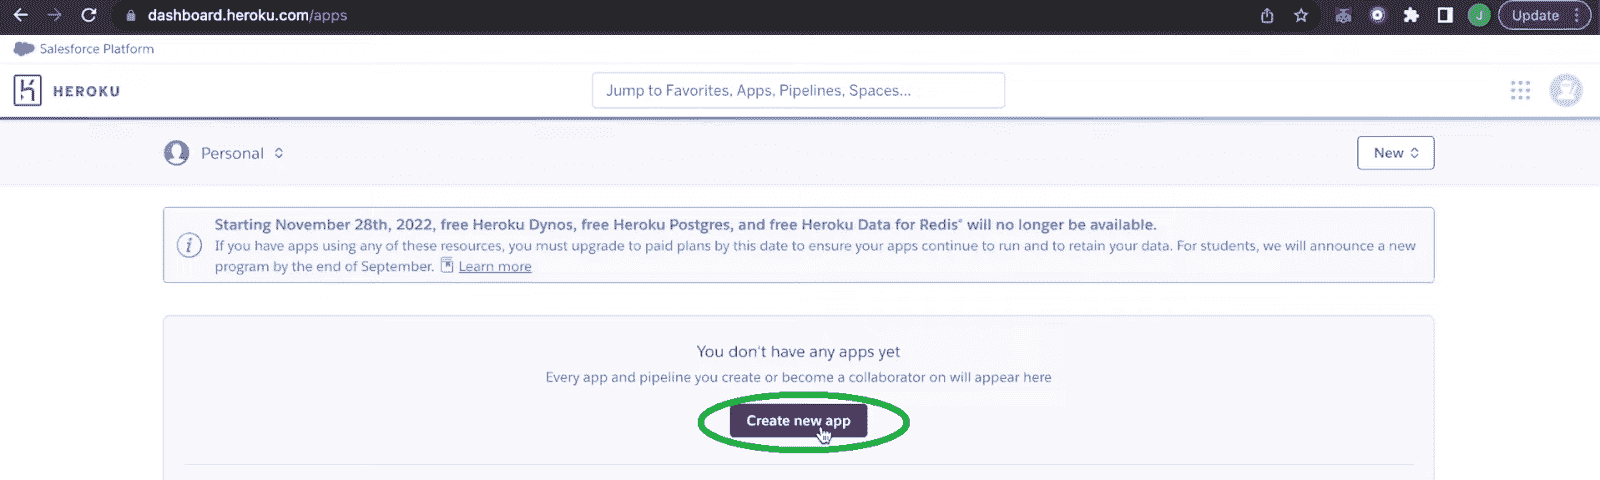 dashboard.heroku.com/apps
J
Update
Salesforce Platform
HEROKU
Jump to Favorites, Apps, Pipelines, Spaces...
Personal
New
Starting November 28th, 2022, free Heroku Dynos, free Heroku Postgres, and free Heroku Data for Redis® will no longer be available.
If you have apps using any of these resources, you must upgrade to paid plans by this date to ensure your apps continue to run and to retain your data. For students, we will announce a new
program by the end of September. Learn more
You don't have any apps yet
Every app and pipeline you create or become a collaborator on will appear here
Create new app